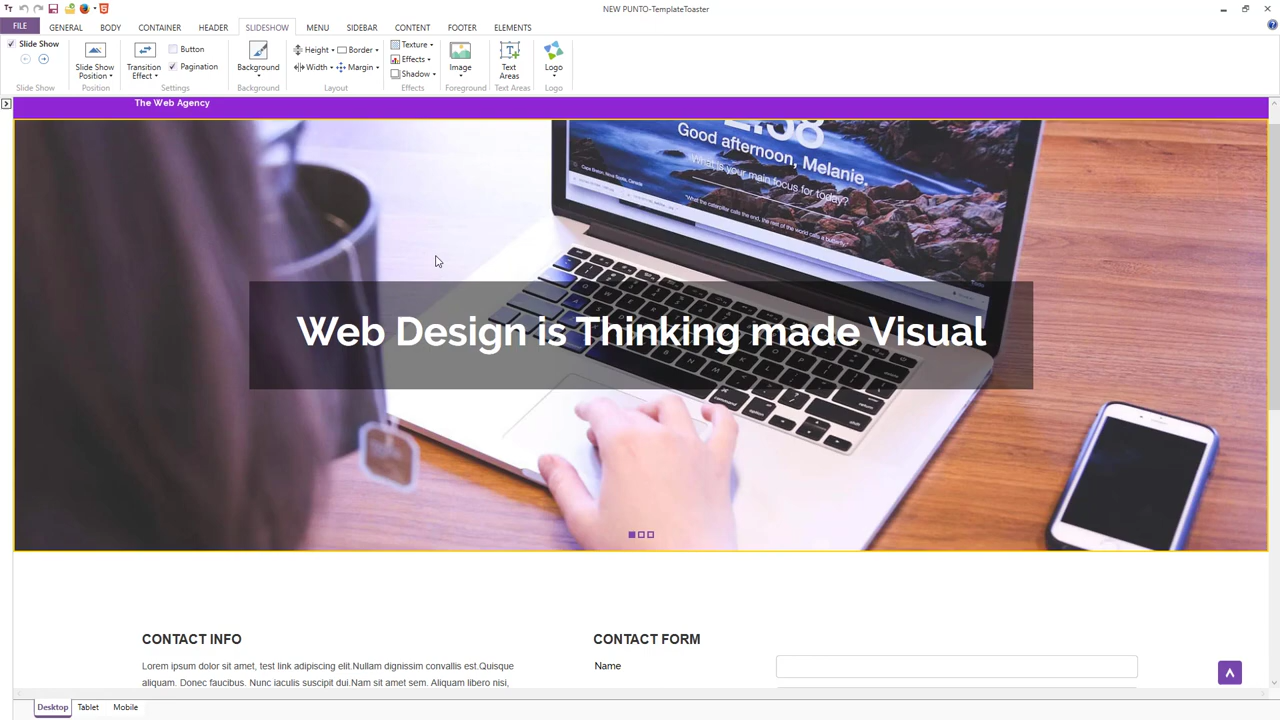 NEW PUNTO-TemplateToaster
FILE GENERAL BODY CONTAINER HEADER SLIDESHOW MENU SIDEBAR CONTENT FOOTER ELEMENTS
Slide Show
Slide Show
Slide Show
Position
Position
Transition
Effect
Button
Pagination
Settings
Background
Background
Height
Width
Border
Margin
Layout
Texture
Effects
Shadow
Effects
Image
Foreground
Text
Areas
Text Areas
Logo
Logo
The Web Agency
2:58
Good afternoon, Melanie.
What is your main focus for today?
Web Design is Thinking made Visual
command
option
CONTACT INFO
Lorem ipsum dolor sit amet, test link adipiscing elit.Nullam dignissim convallis est.Quisque
aliquam. Donec faucibus. Nunc iaculis suscipit dui.Nam sit amet sem. Aliquam libero nisi,
CONTACT FORM
Name
Desktop Tablet Mobile